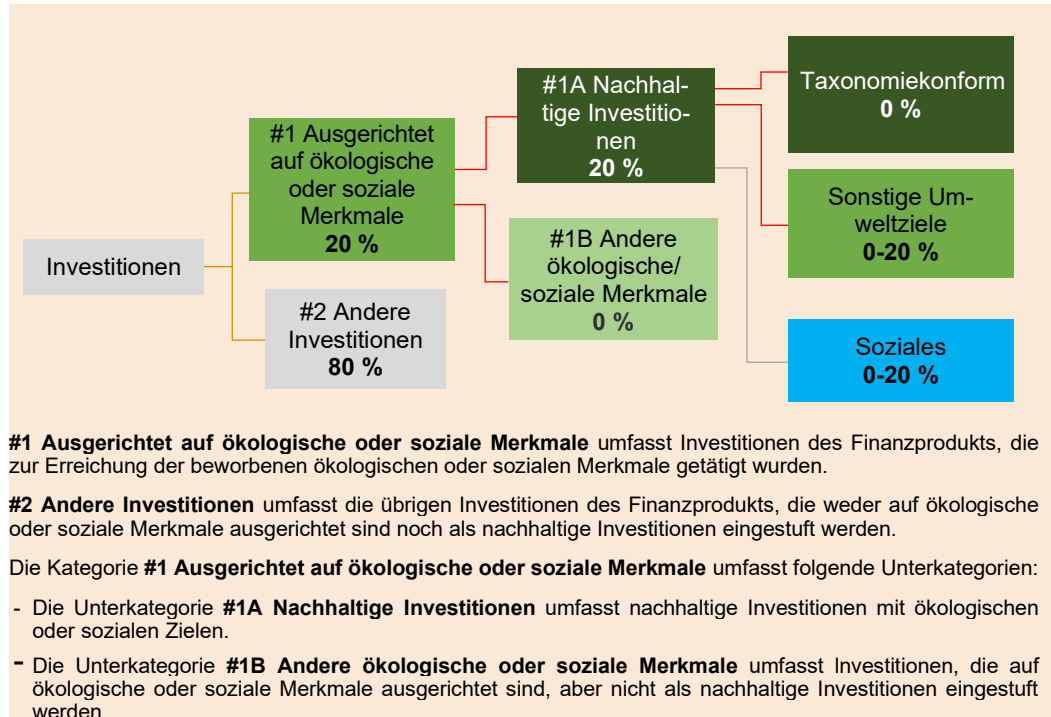 Investitionen
#1 Ausgerichtet
auf ökologische
oder soziale
Merkmale
20 %
#2 Andere
Investitionen
80 %
#1A Nachhal-
tige Investitio-
nen
20 %
#1B Andere
ökologische/
soziale Merkmale
0 %
Taxonomiekonform
0 %
Sonstige Um-
weltziele
0-20 %
Soziales
0-20 %
#1 Ausgerichtet auf ökologische oder soziale Merkmale umfasst Investitionen des Finanzprodukts, die
zur Erreichung der beworbenen ökologischen oder sozialen Merkmale getätigt wurden.
#2 Andere Investitionen umfasst die übrigen Investitionen des Finanzprodukts, die weder auf ökologische
oder soziale Merkmale ausgerichtet sind noch als nachhaltige Investitionen eingestuft werden.
Die Kategorie #1 Ausgerichtet auf ökologische oder soziale Merkmale umfasst folgende Unterkategorien:
- Die Unterkategorie #1A Nachhaltige Investitionen umfasst nachhaltige Investitionen mit ökologischen
oder sozialen Zielen.
- Die Unterkategorie #1B Andere ökologische oder soziale Merkmale umfasst Investitionen, die auf
ökologische oder soziale Merkmale ausgerichtet sind, aber nicht als nachhaltige Investitionen eingestuft
werden